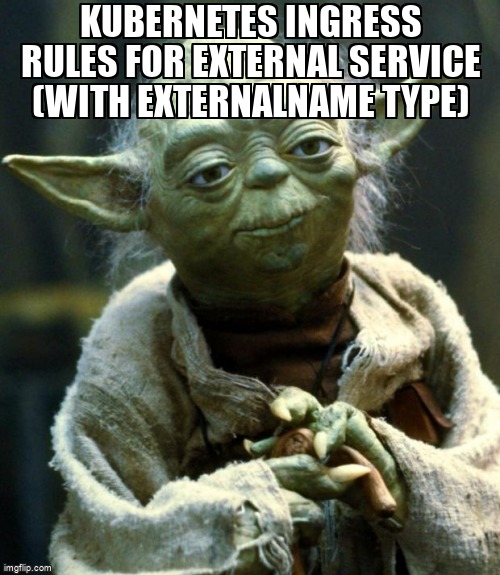 KUBERNETES INGRESS
RULES FOR EXTERNAL SERVICE
(WITH EXTERNALNAME TYPE)
imgflip.com